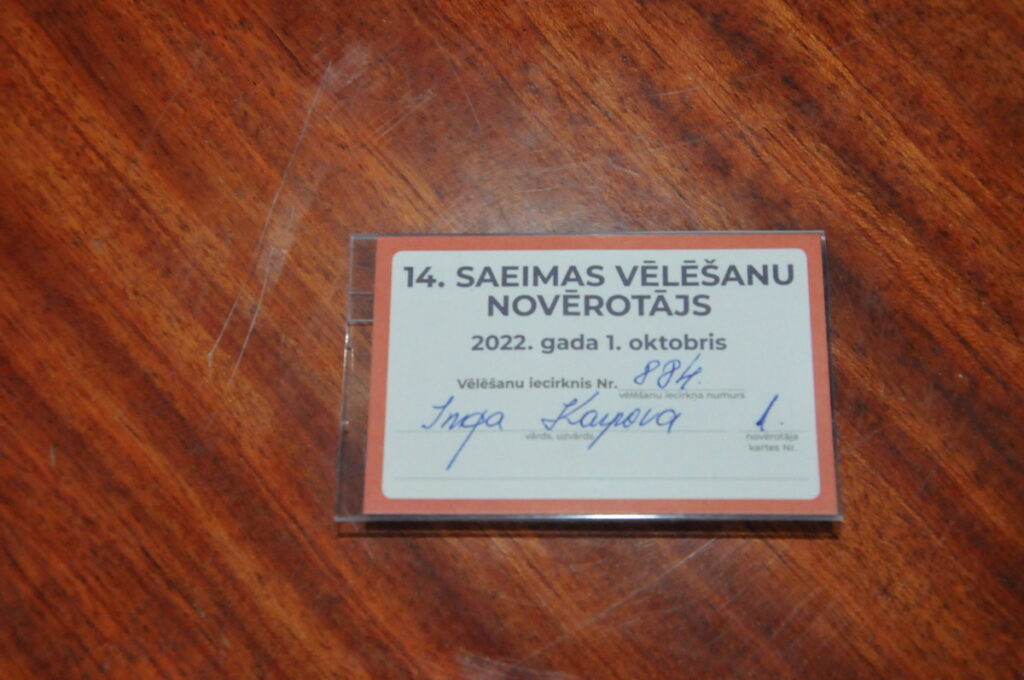 14. SAEIMAS VĒLĒŠANU
NOVĒROTĀJS
2022. gada 1. oktobris
Vēlēšanu iecirknis Nr. 884.
vēlēšanu iecirkņa numurs
Inga 1.
vārds, uzvārds
novērotāja
kartes Nr.